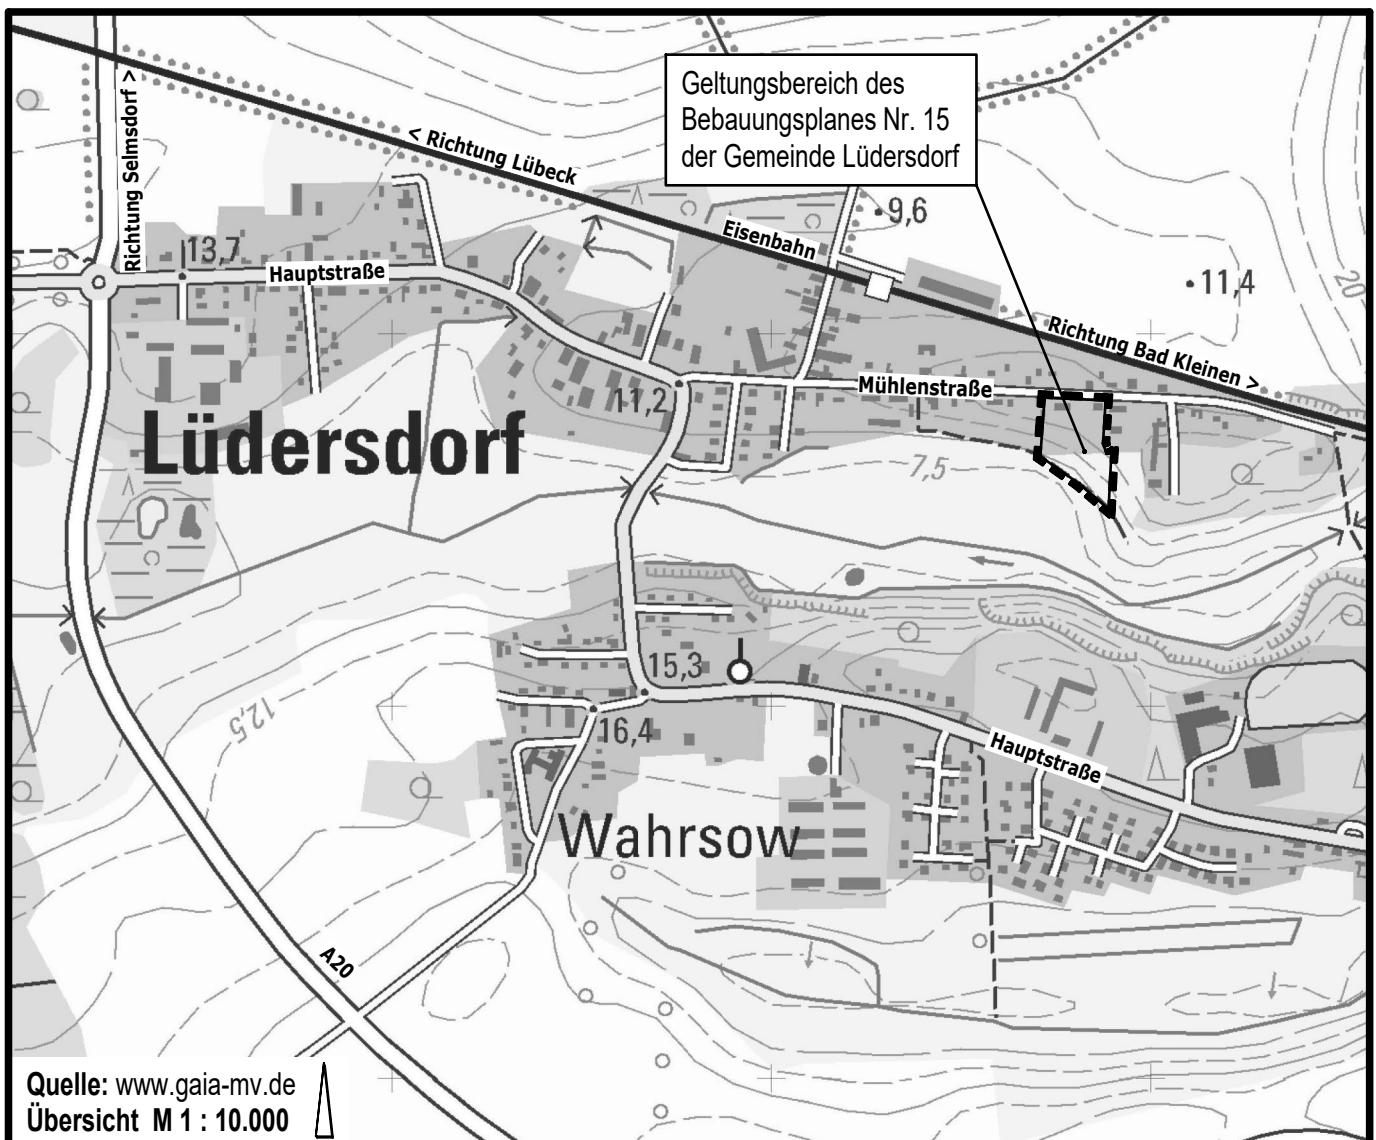 Geltungsbereich des
Bebauungsplanes Nr. 15
der Gemeinde Lüdersdorf
Richtung Selmsdorf >
< Richtung Lübeck
9,6
Eisenbahn
13,7
Hauptstraße
11,4
20
Richtung Bad Kleinen >
Mühlenstraße
11,2
Lüdersdorf
7,5
15,3
12,5
16,4
Hauptstraße
Wahrsow
A20
Quelle: www.gaia-mv.de
Übersicht M 1 : 10.000